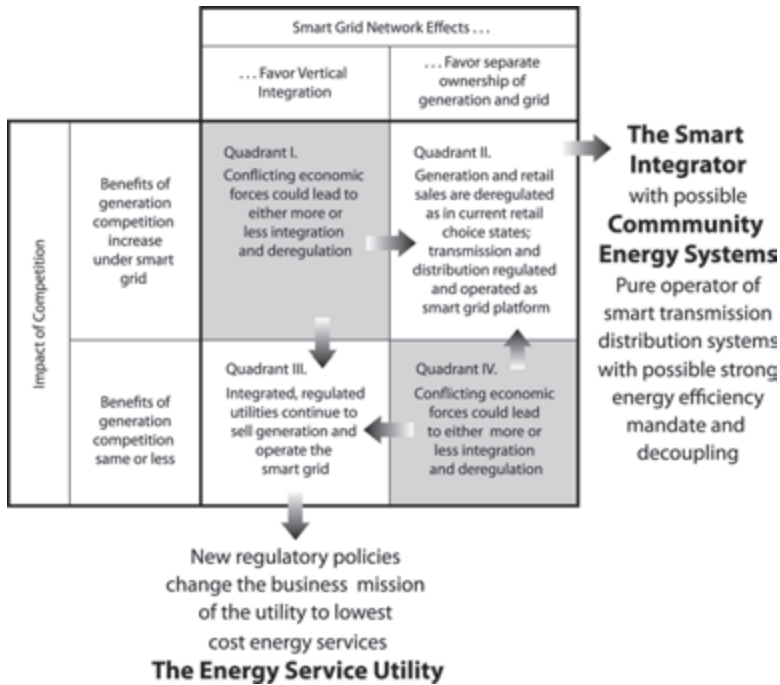 Smart Grid Network Effects . . .
. . . Favor Vertical
Integration
. . . Favor separate
ownership of
generation and grid
Impact of Competition
Benefits of
generation
competition
increase
under smart
grid
Quadrant I.
Conflicting economic
forces could lead to
either more or
less integration
and deregulation
Quadrant II.
Generation and retail
sales are deregulated
as in current retail
choice states;
transmission and
distribution regulated
and operated as
smart grid platform
The Smart
Integrator
with possible
Commmunity
Energy Systems
Pure operator of
smart transmission
distribution systems
with possible strong
energy efficiency
mandate and
decoupling
Benefits of
generation
competition
same or less
Quadrant III.
Integrated, regulated
utilities continue to
sell generation and
operate the
smart grid
Quadrant IV.
Conflicting economic
forces could lead
to either more or
less integration
and deregulation
New regulatory policies
change the business mission
of the utility to lowest
cost energy services
The Energy Service Utility